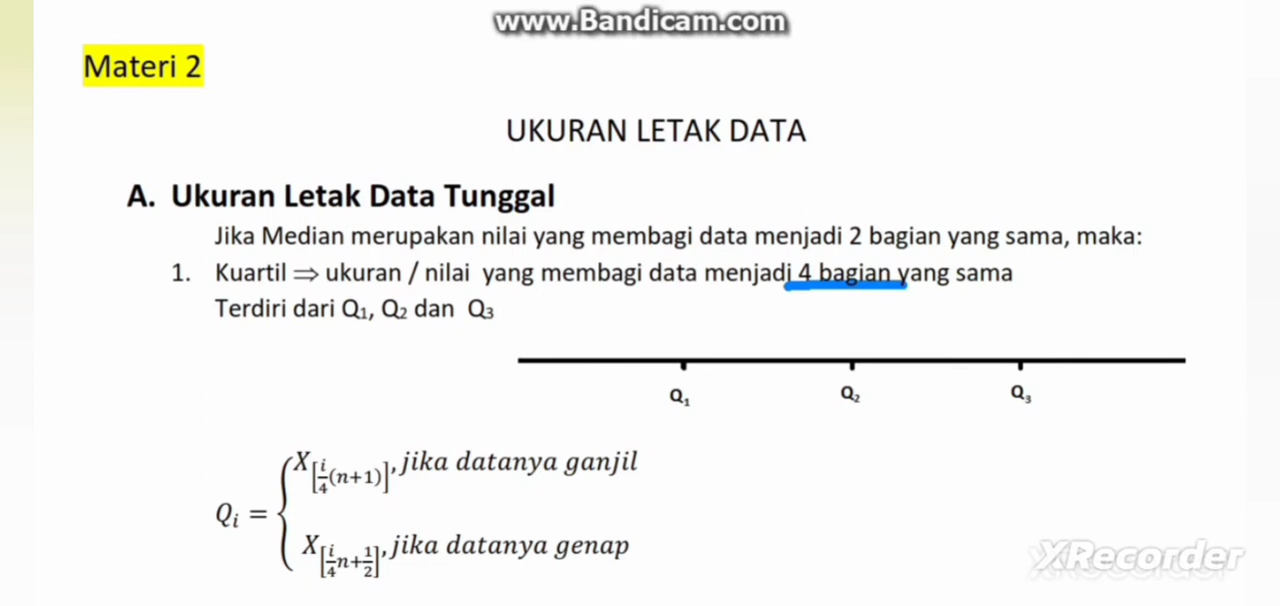 www.Bandicam.com
Materi 2
UKURAN LETAK DATA
A. Ukuran Letak Data Tunggal
Jika Median merupakan nilai yang membagi data menjadi 2 bagian yang sama, maka:
1. Kuartil ⇒ ukuran / nilai yang membagi data menjadi 4 bagian yang sama
Terdiri dari Q₁, Q₂ dan Q₃
Q₁ Q₂ Q₃
X[i/4(n+1)], jika datanya ganjil
Qᵢ = {
X[i/4 n+1/2], jika datanya genap
XRecorder